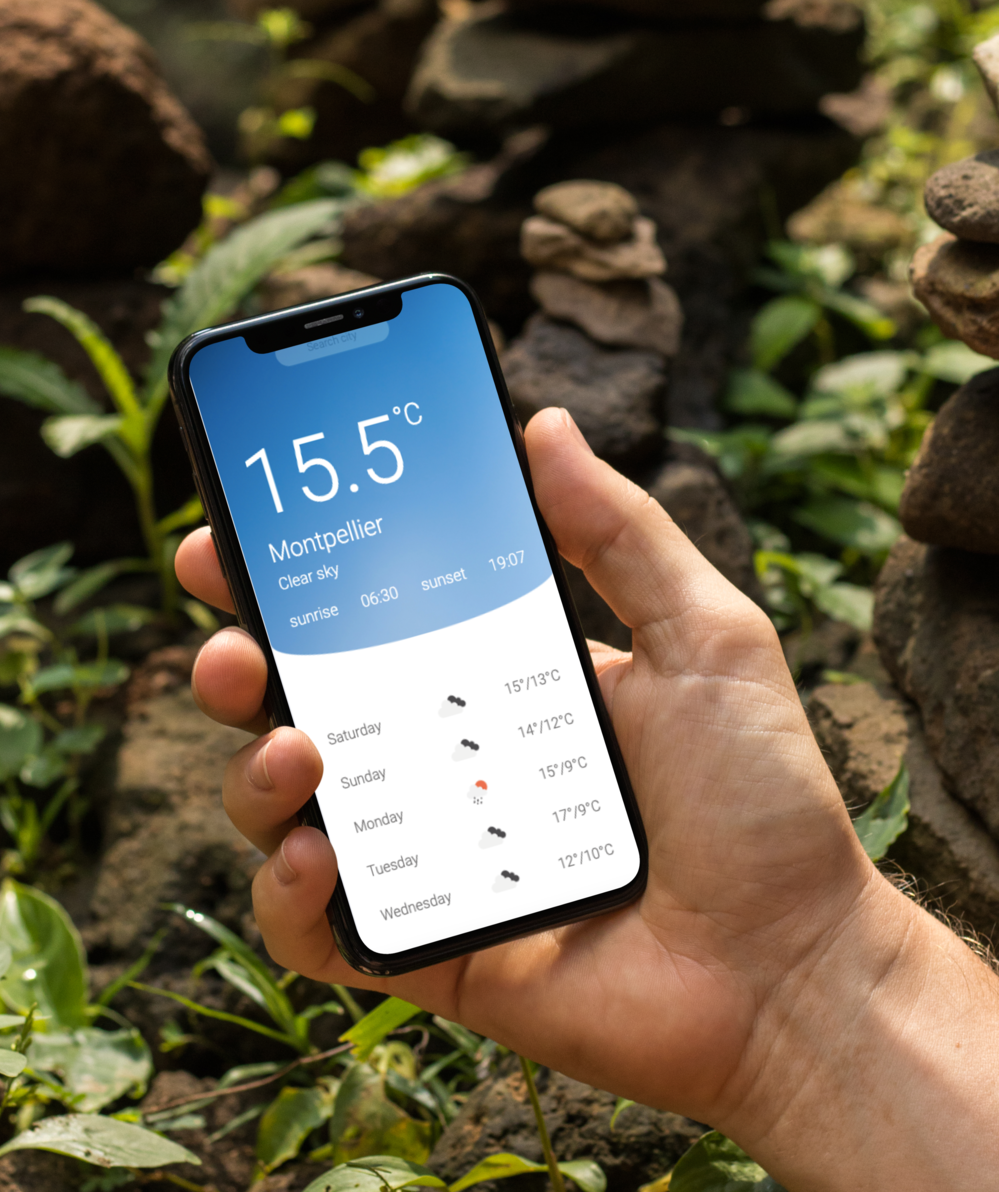 Search city
15.5°C
Montpellier
Clear sky
sunrise 06:30 sunset 19:07
Saturday 15°/13°C
Sunday 14°/12°C
Monday 15°/9°C
Tuesday 17°/9°C
Wednesday 12°/10°C